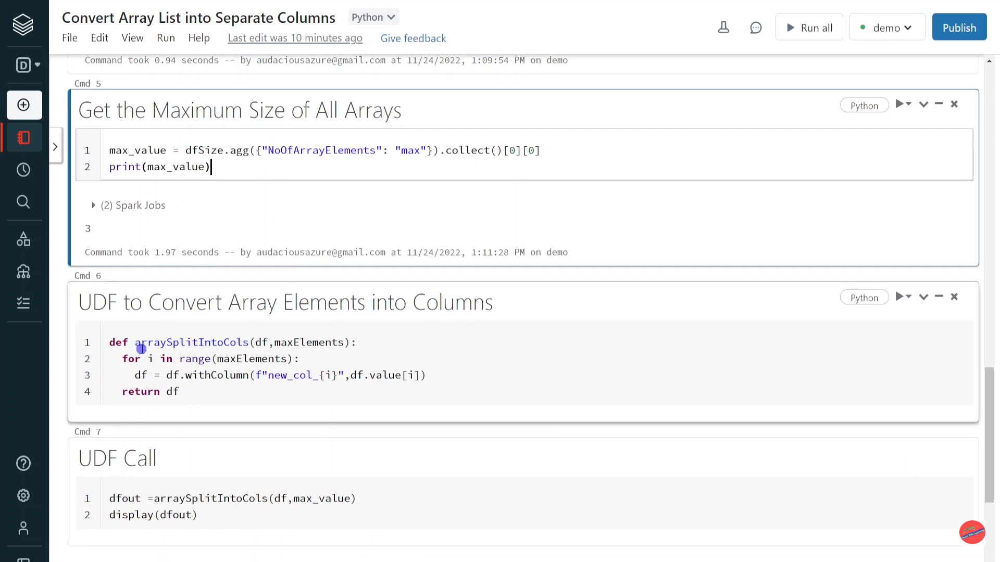 Convert Array List into Separate Columns
Python
File Edit View Run Help Last edit was 10 minutes ago Give feedback
Run all
demo
Publish
D
Command took 0.94 seconds -- by audaciousazure@gmail.com at 11/24/2022, 1:09:54 PM on demo
Cmd 5
Get the Maximum Size of All Arrays
Python
1 max_value = dfSize.agg({"NoOfArrayElements": "max"}).collect()[0][0]
2 print(max_value)
(2) Spark Jobs
3
Command took 1.97 seconds -- by audaciousazure@gmail.com at 11/24/2022, 1:11:28 PM on demo
Cmd 6
UDF to Convert Array Elements into Columns
Python
1 def arraySplitIntoCols(df,maxElements):
2 for i in range(maxElements):
3 df = df.withColumn(f"new_col_{i}",df.value[i])
4 return df
Cmd 7
UDF Call
1 dfout =arraySplitIntoCols(df,max_value)
2 display(dfout)